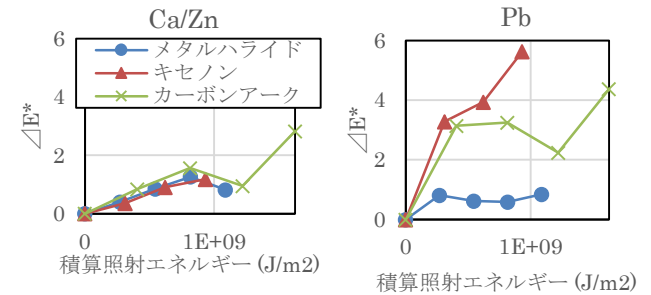 Ca/Zn
6
4
2
0
⊿E*
メタルハライド
キセノン
カーボンアーク
0
1E+09
積算照射エネルギー (J/m2)
Pb
6
4
2
0
⊿E*
0
1E+09
積算照射エネルギー (J/m2)